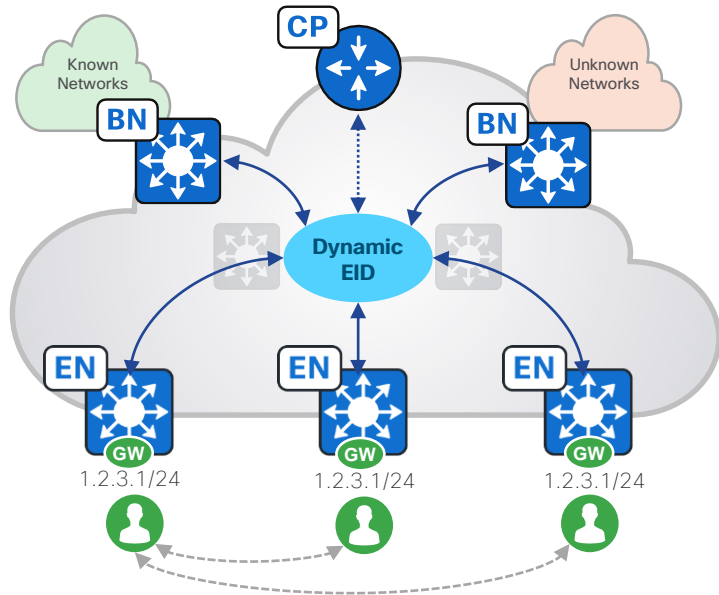 CP
Known
Networks
Unknown
Networks
BN
BN
Dynamic
EID
EN
EN
EN
GW
GW
GW
1.2.3.1/24
1.2.3.1/24
1.2.3.1/24